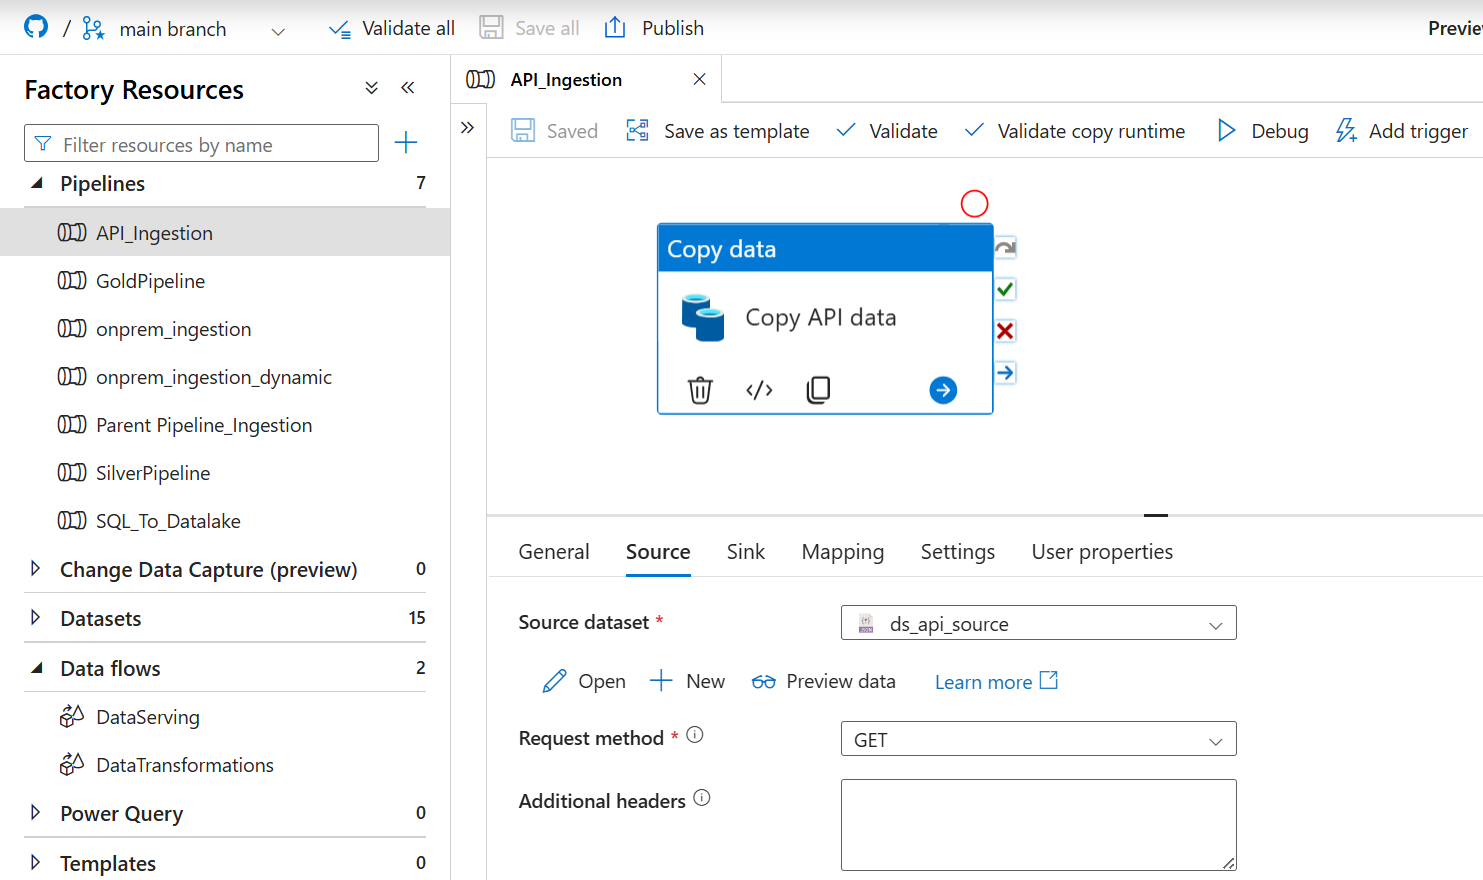 / main branch Validate all Save all Publish
Factory Resources
Filter resources by name
Pipelines 7
API_Ingestion
GoldPipeline
onprem_ingestion
onprem_ingestion_dynamic
Parent Pipeline_Ingestion
SilverPipeline
SQL_To_Datalake
Change Data Capture (preview) 0
Datasets 15
Data flows 2
DataServing
DataTransformations
Power Query 0
Templates 0
API_Ingestion
Saved Save as template Validate Validate copy runtime Debug Add trigger
Copy data
Copy API data
General Source Sink Mapping Settings User properties
Source dataset *
ds_api_source
Open New Preview data Learn more
Request method *
GET
Additional headers